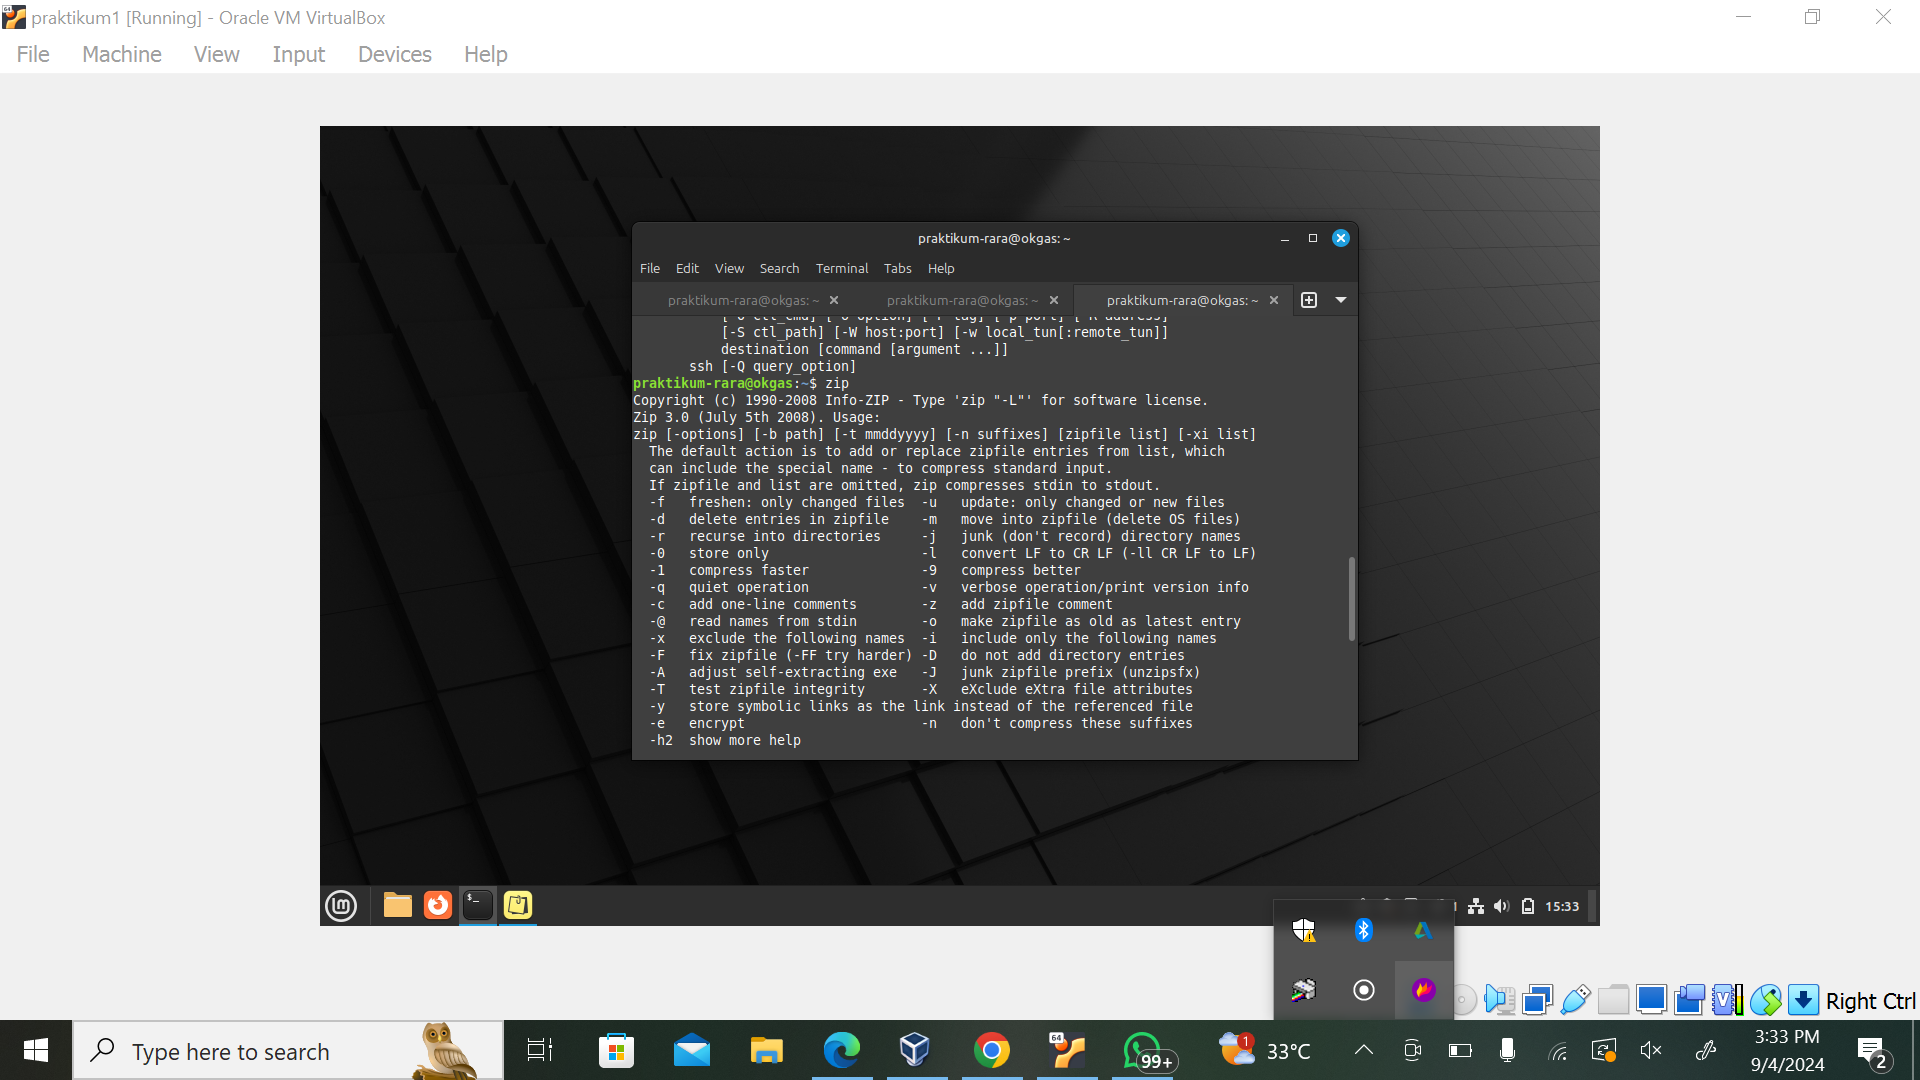 praktikum1 [Running] - Oracle VM VirtualBox
File Machine View Input Devices Help
praktikum-rara@okgas: ~
File Edit View Search Terminal Tabs Help
praktikum-rara@okgas: ~ praktikum-rara@okgas: ~ praktikum-rara@okgas: ~
[-S ctl_path] [-W host:port] [-w local_tun[:remote_tun]]
destination [command [argument ...]]
ssh [-Q query_option]
praktikum-rara@okgas:~$ zip
Copyright (c) 1990-2008 Info-ZIP - Type 'zip "-L"' for software license.
Zip 3.0 (July 5th 2008). Usage:
zip [-options] [-b path] [-t mmddyyyy] [-n suffixes] [zipfile list] [-xi list]
The default action is to add or replace zipfile entries from list, which
can include the special name - to compress standard input.
If zipfile and list are omitted, zip compresses stdin to stdout.
-f freshen: only changed files -u update: only changed or new files
-d delete entries in zipfile -m move into zipfile (delete OS files)
-r recurse into directories -j junk (don't record) directory names
-0 store only -l convert LF to CR LF (-ll CR LF to LF)
-1 compress faster -9 compress better
-q quiet operation -v verbose operation/print version info
-c add one-line comments -z add zipfile comment
-@ read names from stdin -o make zipfile as old as latest entry
-x exclude the following names -i include only the following names
-F fix zipfile (-FF try harder) -D do not add directory entries
-A adjust self-extracting exe -J junk zipfile prefix (unzipsfx)
-T test zipfile integrity -X eXclude eXtra file attributes
-y store symbolic links as the link instead of the referenced file
-e encrypt -n don't compress these suffixes
-h2 show more help
15:33
Right Ctrl
Type here to search
64
99+
1
33°C
3:33 PM
9/4/2024
2